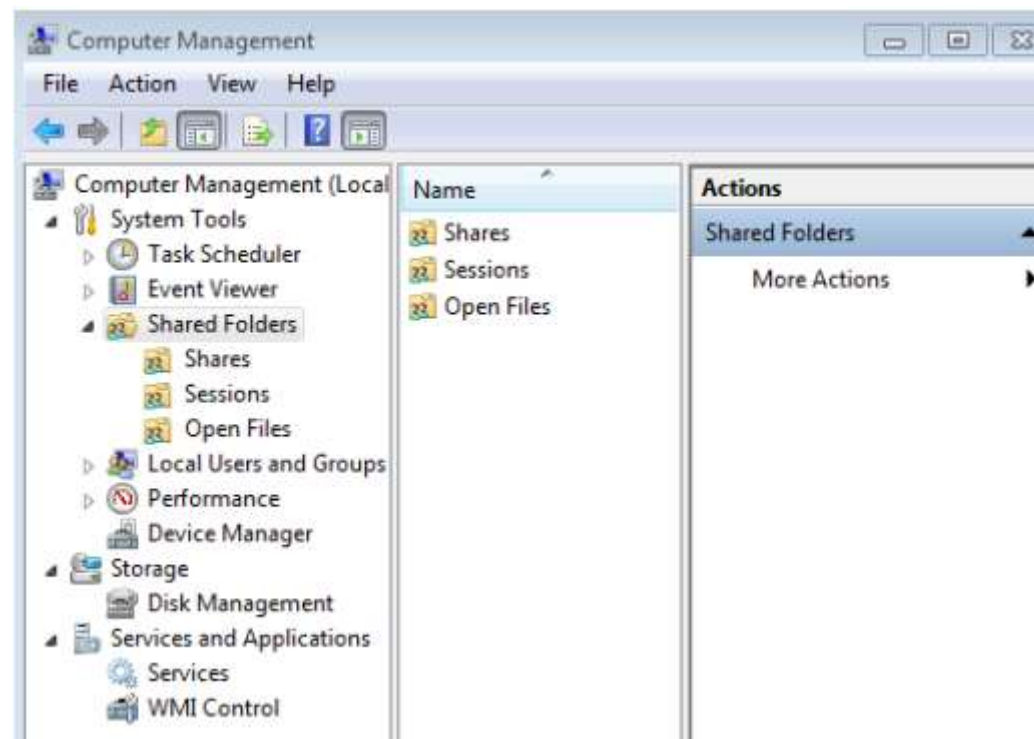 Computer Management
File Action View Help
Computer Management (Local
System Tools
Task Scheduler
Event Viewer
Shared Folders
Shares
Sessions
Open Files
Local Users and Groups
Performance
Device Manager
Storage
Disk Management
Services and Applications
Services
WMI Control
Name
Shares
Sessions
Open Files
Actions
Shared Folders
More Actions